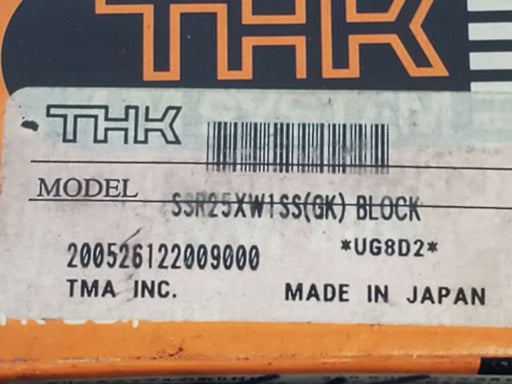 THK
THK
MODEL SSR25XW1SS(GK) BLOCK
200526122009000 *UG8D2*
TMA INC. MADE IN JAPAN